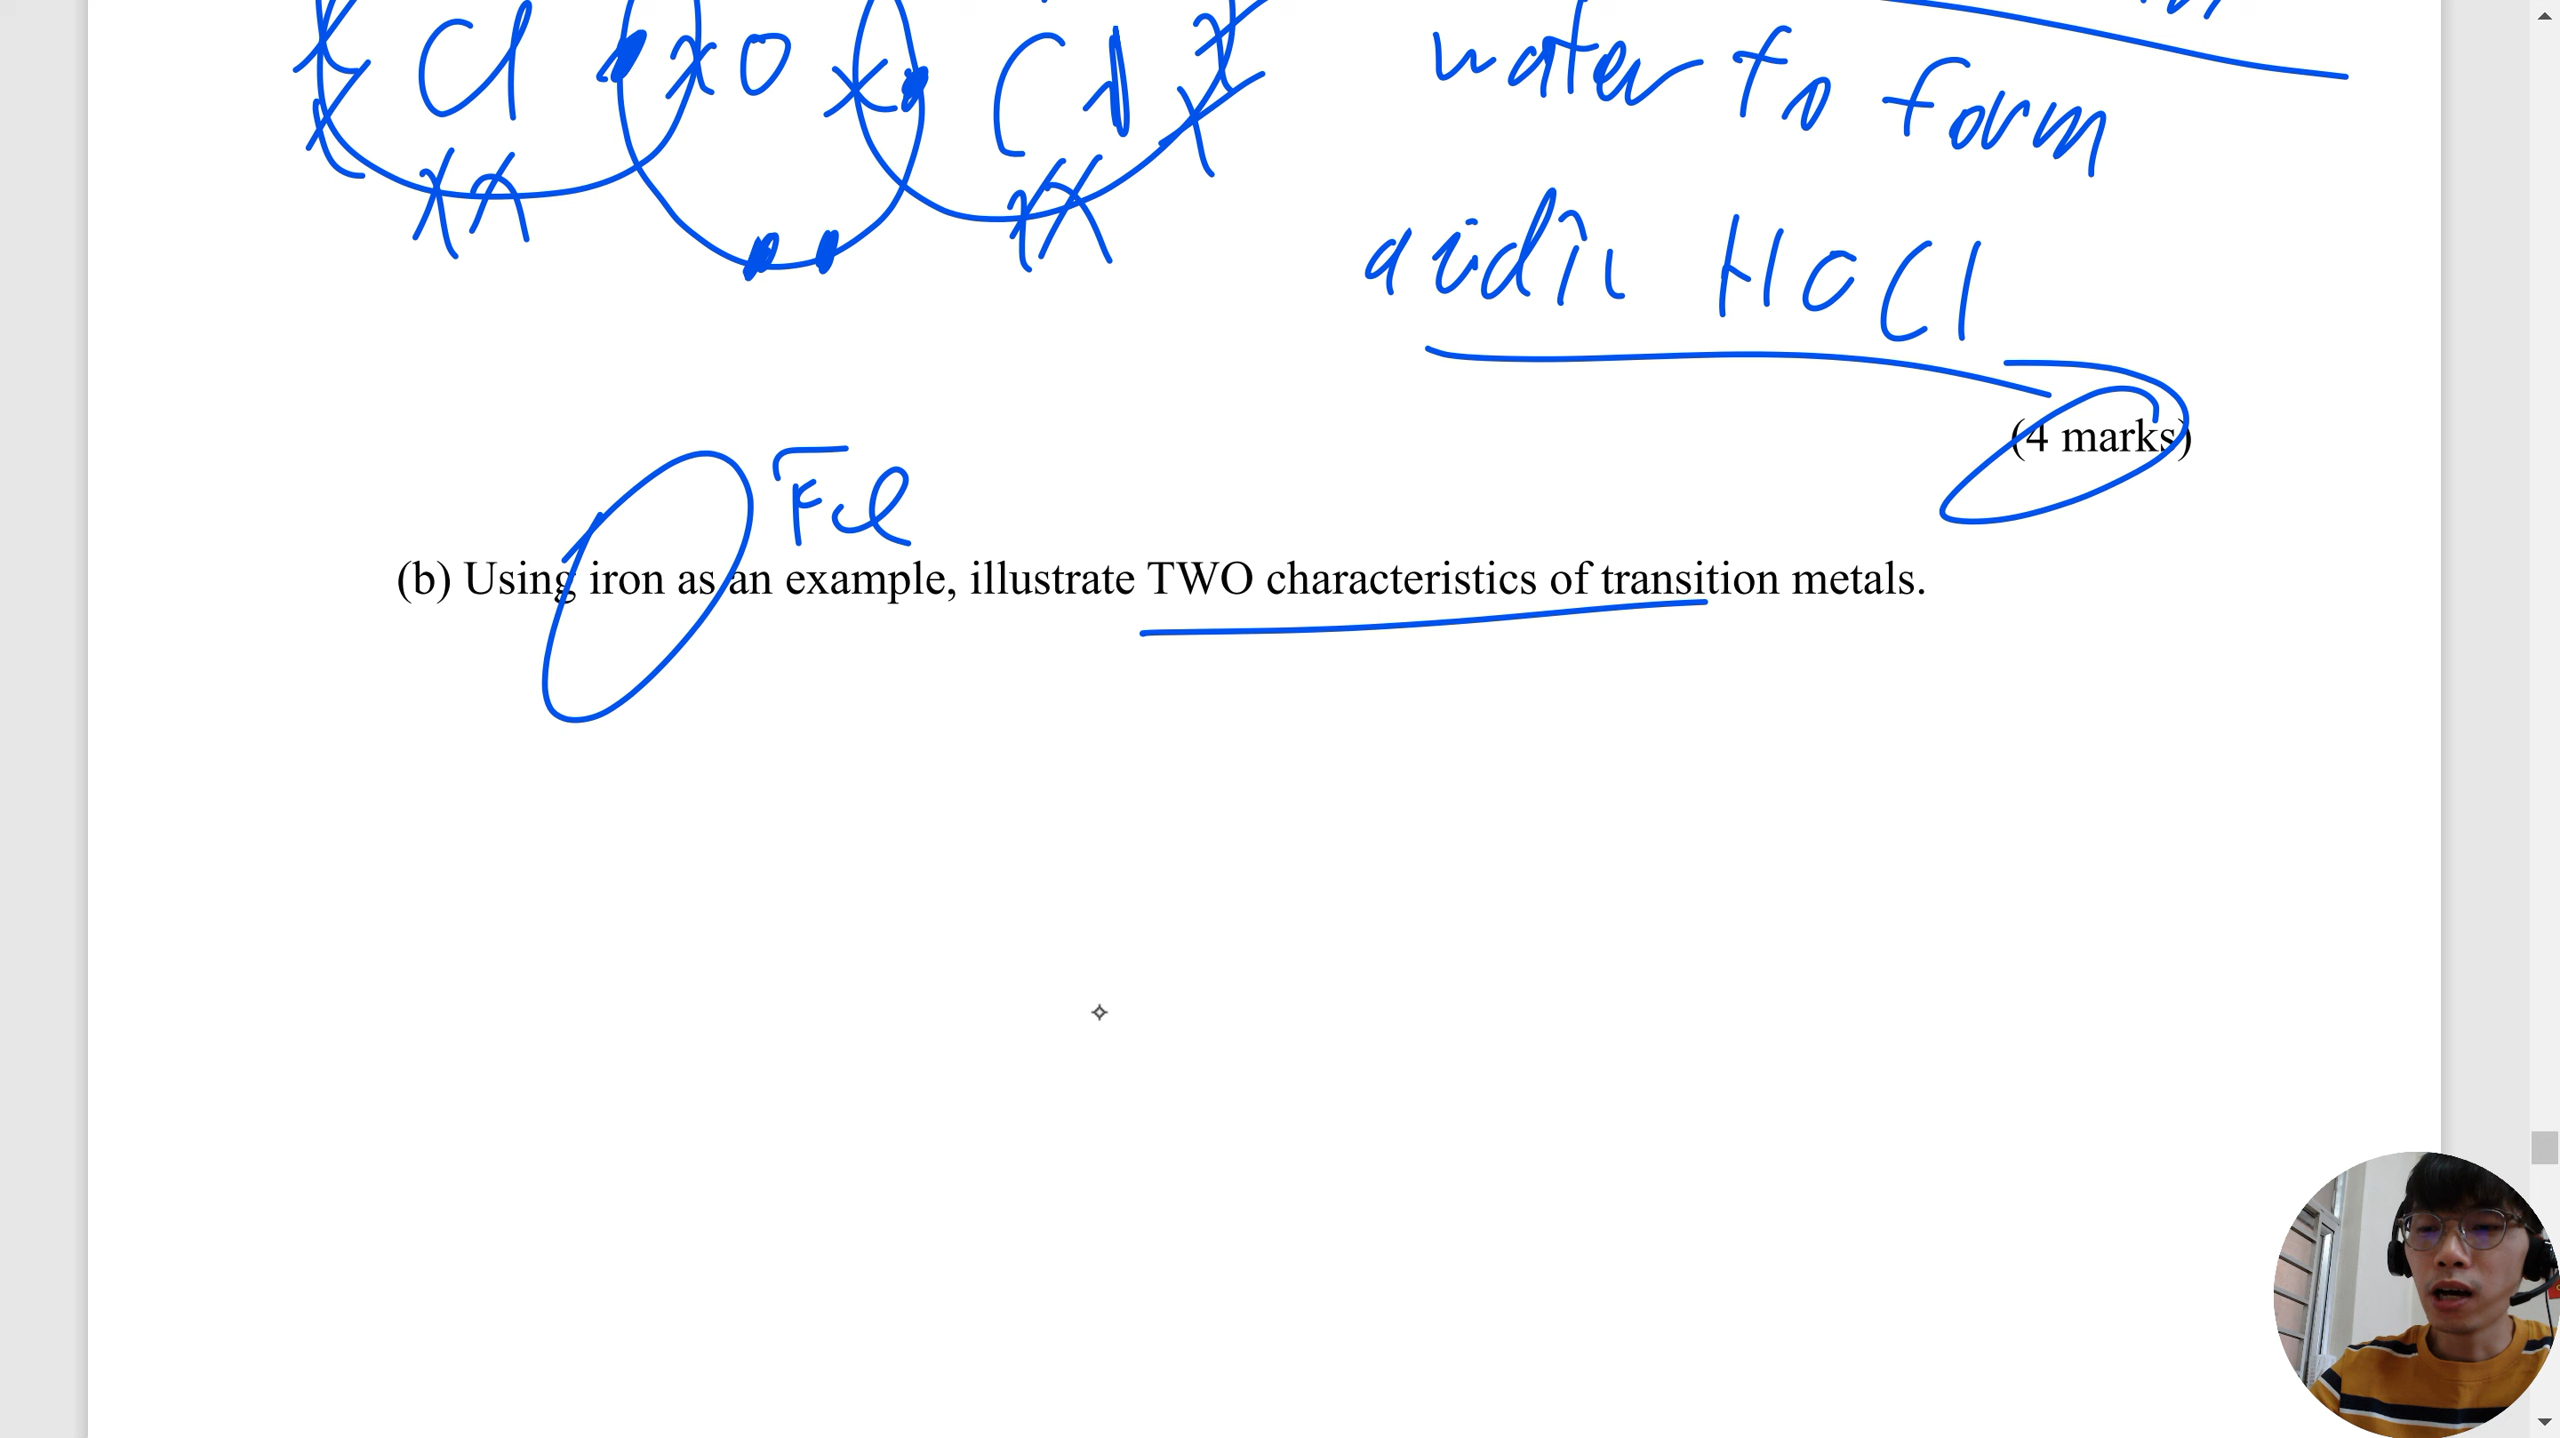 Cl x O x Cl
water to form
acidic HOCl
(4 marks)
Fe
(b) Using iron as an example, illustrate TWO characteristics of transition metals.